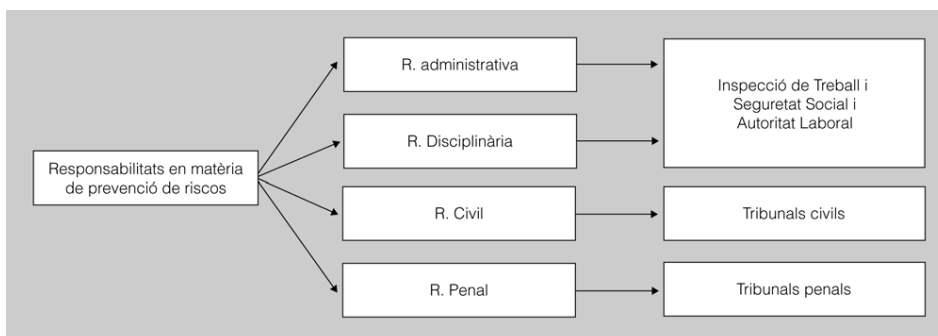 Responsabilitats en matèria
de prevenció de riscos
R. administrativa
R. Disciplinària
R. Civil
R. Penal
Inspecció de Treball i
Seguretat Social i
Autoritat Laboral
Tribunals civils
Tribunals penals